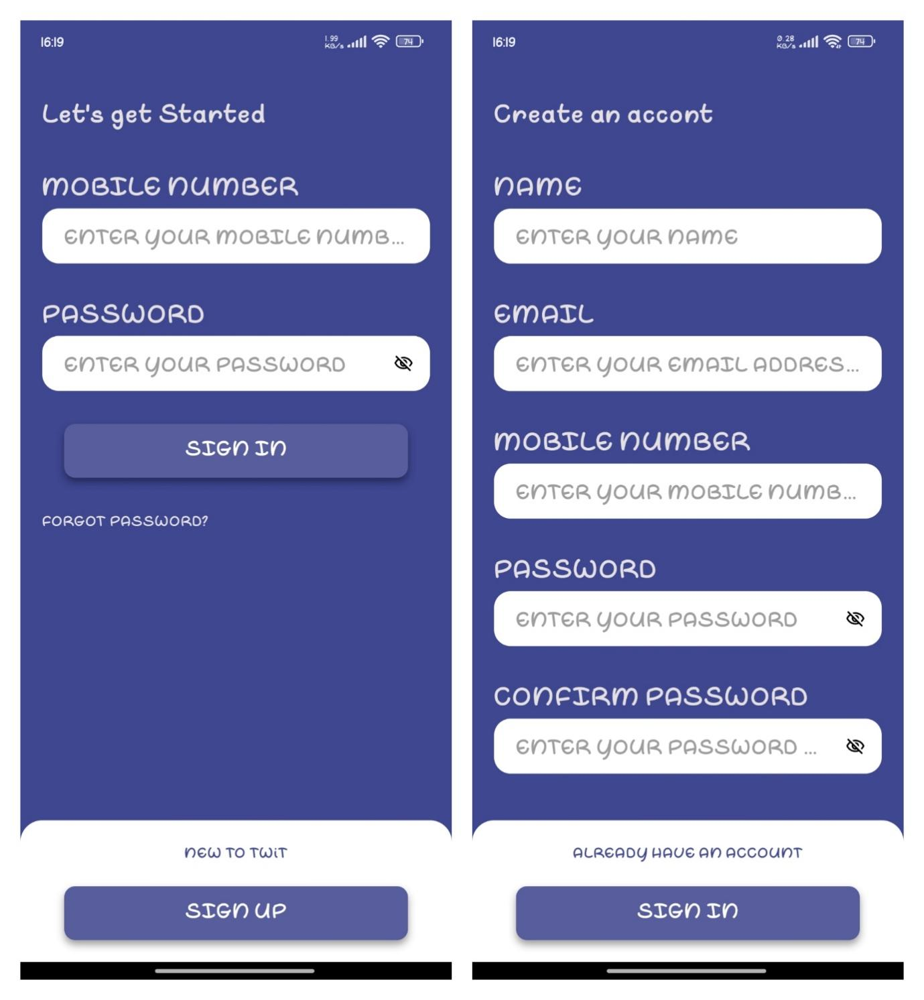 16:19
1.99
KB/s
74
Let's get Started
MOBILE NUMBER
ENTER YOUR MOBILE NUMB...
PASSWORD
ENTER YOUR PASSWORD
SIGN IN
FORGOT PASSWORD?
NEW TO TWiT
SIGN UP
16:19
0.28
KB/s
74
Create an accont
NAME
ENTER YOUR NAME
EMAIL
ENTER YOUR EMAIL ADDRES...
MOBILE NUMBER
ENTER YOUR MOBILE NUMB...
PASSWORD
ENTER YOUR PASSWORD
CONFIRM PASSWORD
ENTER YOUR PASSWORD ...
ALREADY HAVE AN ACCOUNT
SIGN IN